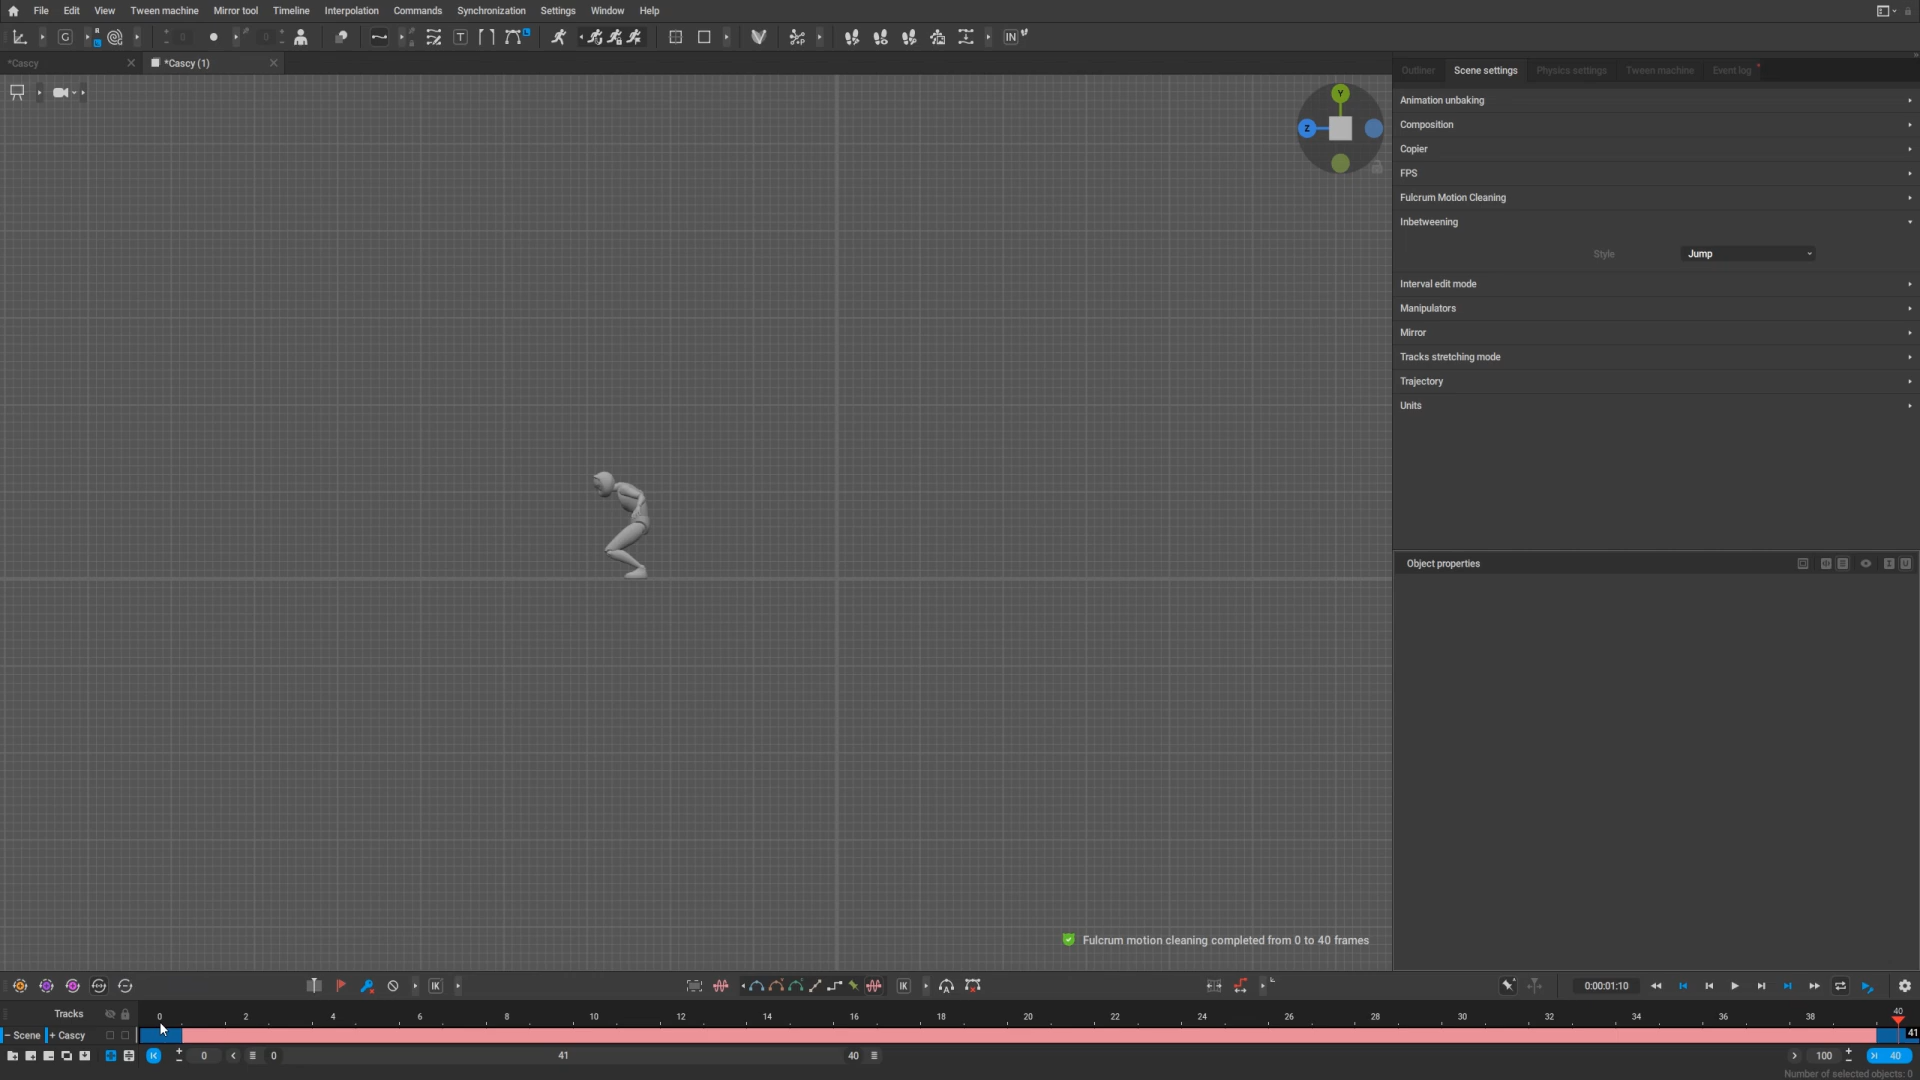 File Edit View Tween machine Mirror tool Timeline Interpolation Commands Synchronization Settings Window Help
G R L 0 0 T L IN
*Cascy *Cascy (1)
Outliner Scene settings Physics settings Tween machine Event log
Y
Z
Animation unbaking
Composition
Copier
FPS
Fulcrum Motion Cleaning
Inbetweening
Style Jump
Interval edit mode
Manipulators
Mirror
Tracks stretching mode
Trajectory
Units
Object properties
Fulcrum motion cleaning completed from 0 to 40 frames
IK IK 0:00:01:10
Tracks 0 2 4 6 8 10 12 14 16 18 20 22 24 26 28 30 32 34 36 38 40
– Scene + Cascy 41
0 0 41 40 100 40
Number of selected objects: 0